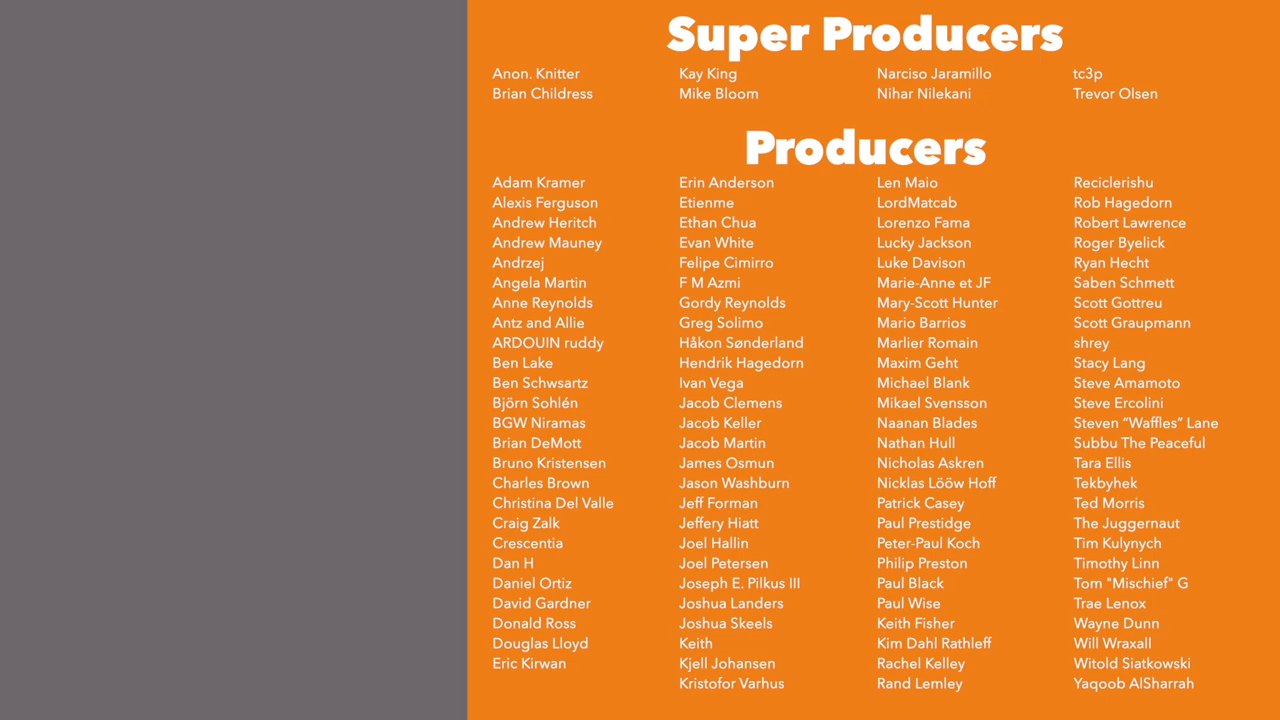 Super Producers
Anon. Knitter
Brian Childress
Kay King
Mike Bloom
Narciso Jaramillo
Nihar Nilekani
tc3p
Trevor Olsen
Producers
Adam Kramer
Alexis Ferguson
Andrew Heritch
Andrew Mauney
Andrzej
Angela Martin
Anne Reynolds
Antz and Allie
ARDOUIN ruddy
Ben Lake
Ben Schwsartz
Björn Sohlén
BGW Niramas
Brian DeMott
Bruno Kristensen
Charles Brown
Christina Del Valle
Craig Zalk
Crescentia
Dan H
Daniel Ortiz
David Gardner
Donald Ross
Douglas Lloyd
Eric Kirwan
Erin Anderson
Etienme
Ethan Chua
Evan White
Felipe Cimirro
F M Azmi
Gordy Reynolds
Greg Solimo
Håkon Sønderland
Hendrik Hagedorn
Ivan Vega
Jacob Clemens
Jacob Keller
Jacob Martin
James Osmun
Jason Washburn
Jeff Forman
Jeffery Hiatt
Joel Hallin
Joel Petersen
Joseph E. Pilkus III
Joshua Landers
Joshua Skeels
Keith
Kjell Johansen
Kristofor Varhus
Len Maio
LordMatcab
Lorenzo Fama
Lucky Jackson
Luke Davison
Marie-Anne et JF
Mary-Scott Hunter
Mario Barrios
Marlier Romain
Maxim Geht
Michael Blank
Mikael Svensson
Naanan Blades
Nathan Hull
Nicholas Askren
Nicklas Lööw Hoff
Patrick Casey
Paul Prestidge
Peter-Paul Koch
Philip Preston
Paul Black
Paul Wise
Keith Fisher
Kim Dahl Rathleff
Rachel Kelley
Rand Lemley
Reciclerishu
Rob Hagedorn
Robert Lawrence
Roger Byelick
Ryan Hecht
Saben Schmett
Scott Gottreu
Scott Graupmann
shrey
Stacy Lang
Steve Amamoto
Steve Ercolini
Steven “Waffles” Lane
Subbu The Peaceful
Tara Ellis
Tekbyhek
Ted Morris
The Juggernaut
Tim Kulynych
Timothy Linn
Tom "Mischief" G
Trae Lenox
Wayne Dunn
Will Wraxall
Witold Siatkowski
Yaqoob AlSharrah